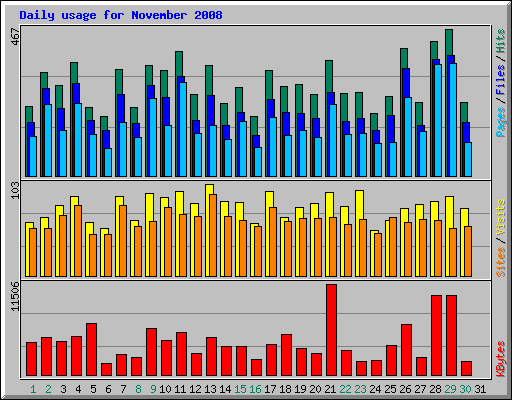 Daily usage for November 2008
467
Pages / Files / Hits
103
Sites / Visits
11506
KBytes
1 2 3 4 5 6 7 8 9 10 11 12 13 14 15 16 17 18 19 20 21 22 23 24 25 26 27 28 29 30 31